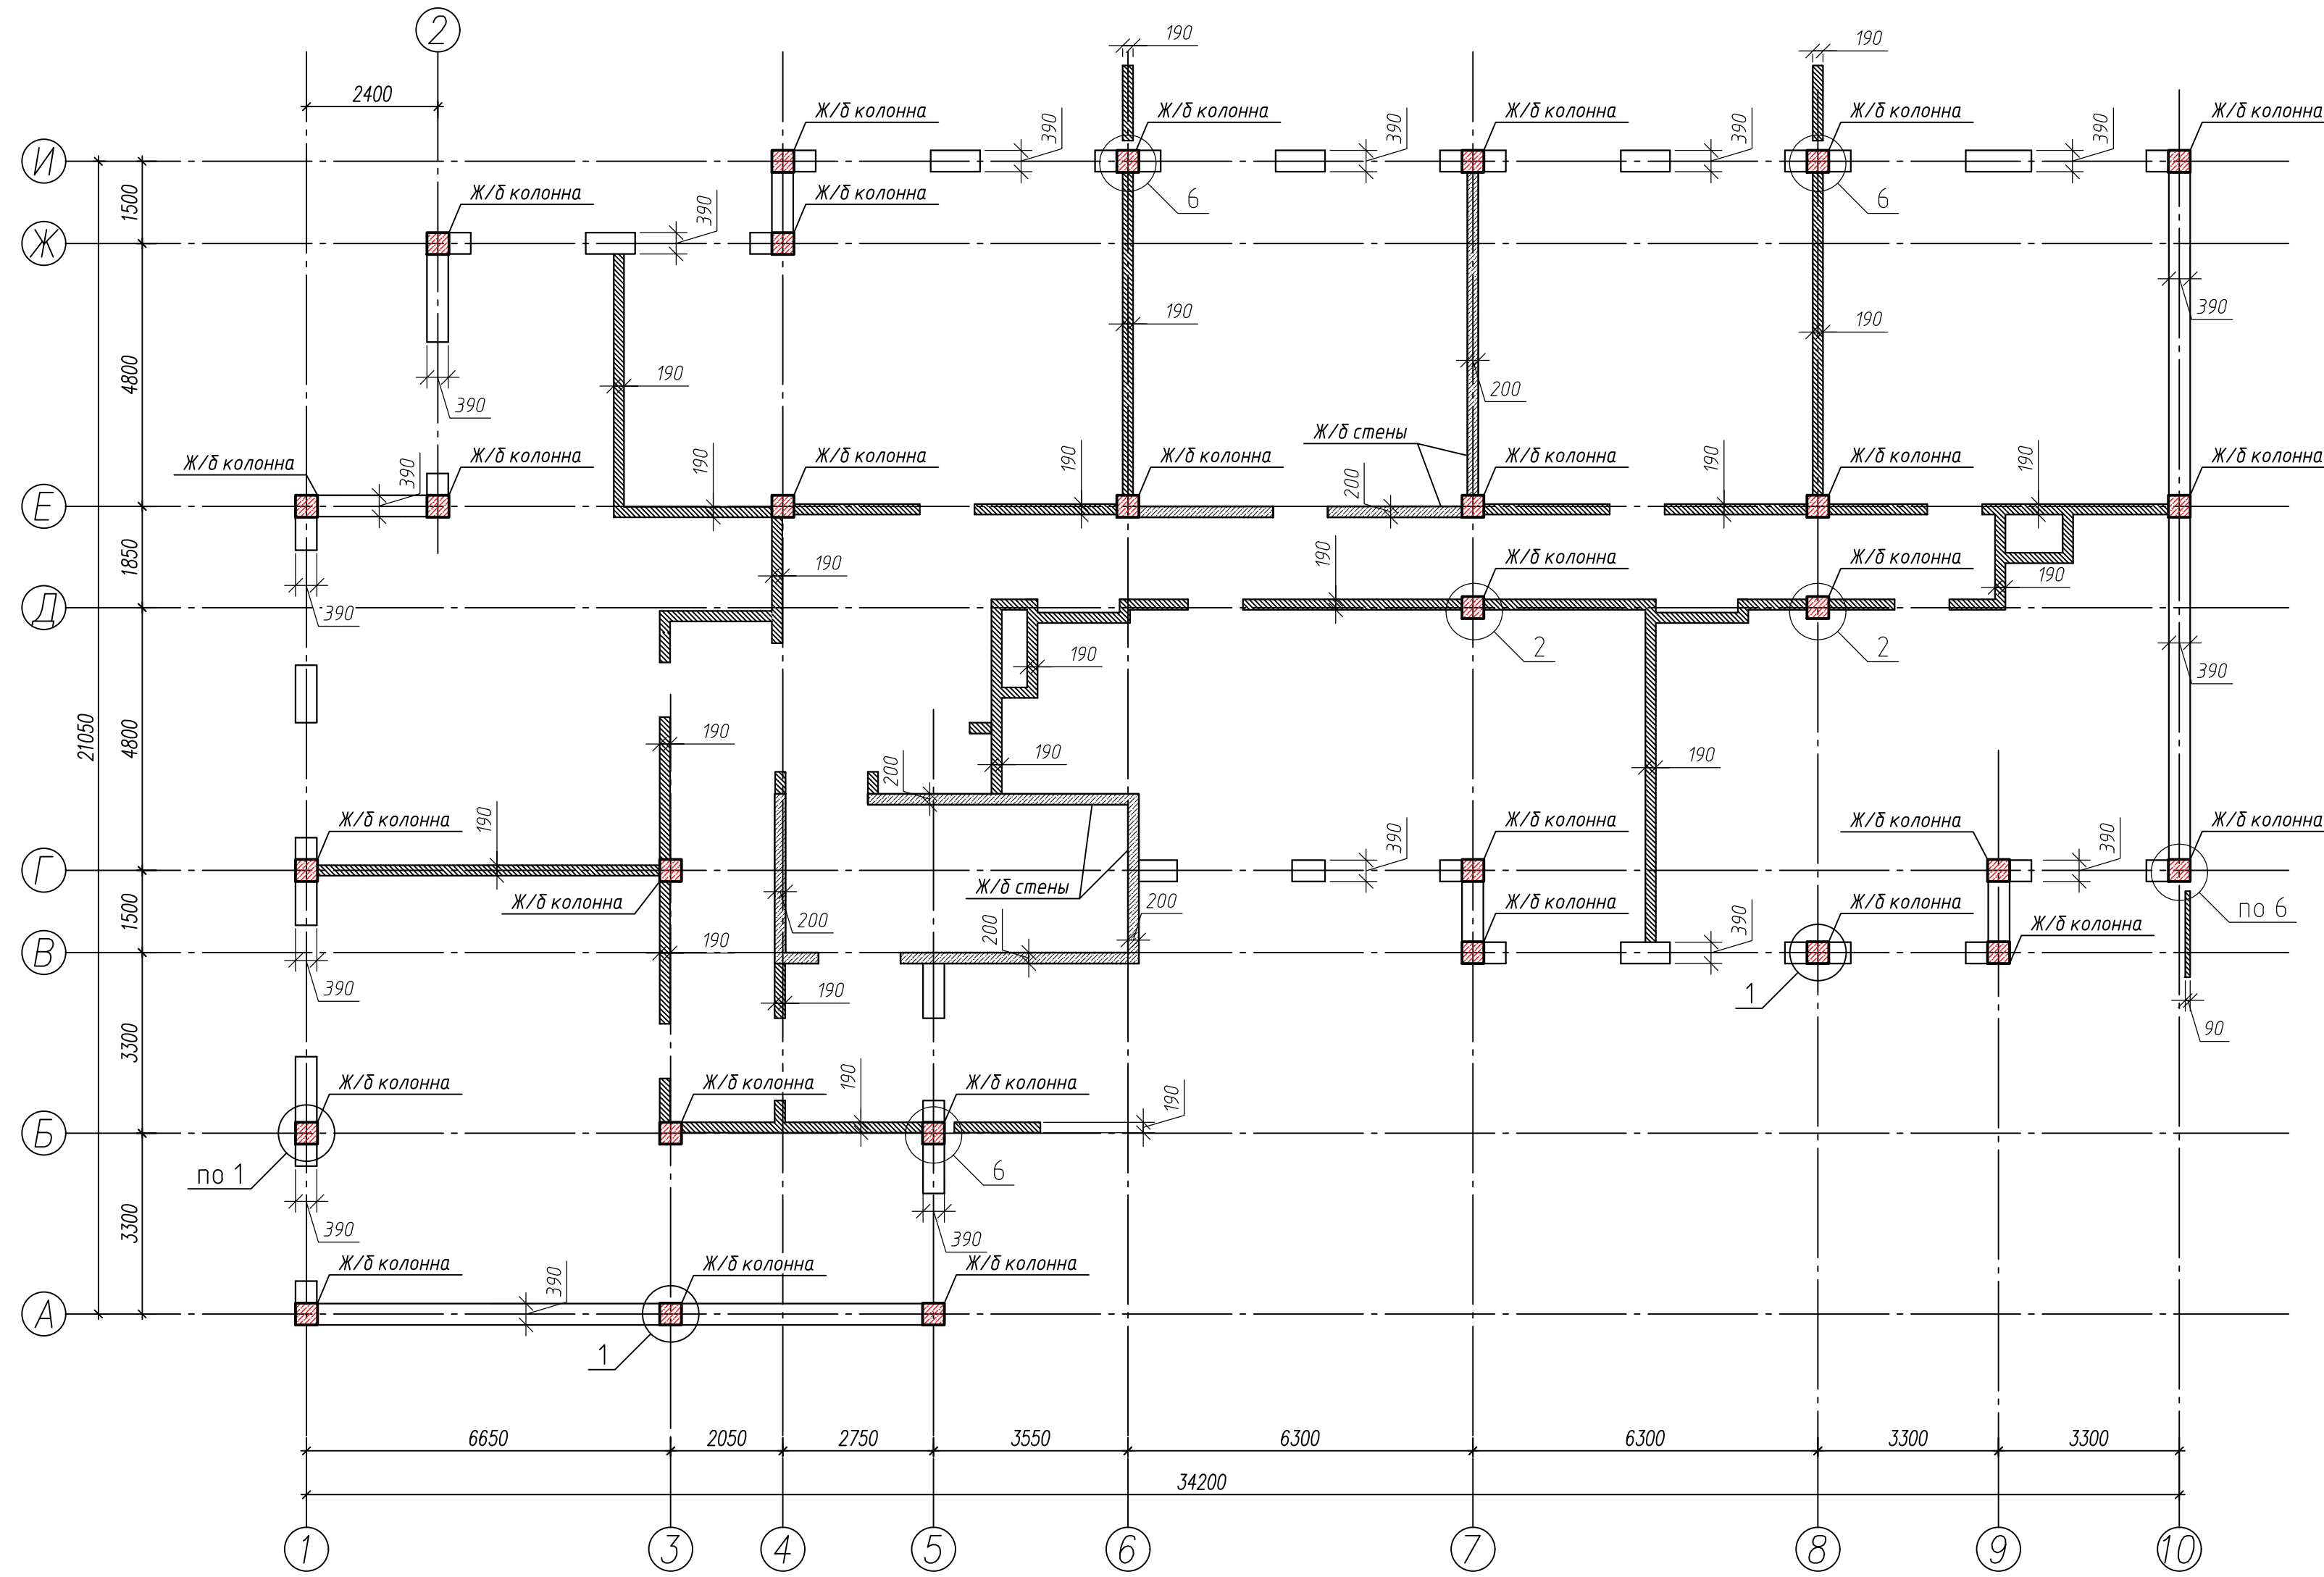 2
190
190
2400
Ж/б колонна
Ж/б колонна
Ж/б колонна
Ж/б колонна
Ж/б колонна
390
390
390
390
И
Ж/б колонна
Ж/б колонна
6
6
1500
390
Ж
190
190
390
390
4800
190
200
390
Ж/б стены
Ж/б колонна
390
Ж/б колонна
190
Ж/б колонна
190
Ж/б колонна
200
Ж/б колонна
190
Ж/б колонна
190
Ж/б колонна
Е
1850
190
190
Ж/б колонна
Ж/б колонна
190
Д
390
2
2
190
390
21050
4800
190
190
190
200
Ж/б колонна
190
Ж/б колонна
Ж/б колонна
Ж/б колонна
390
390
390
Г
Ж/б стены
Ж/б колонна
200
200
200
Ж/б колонна
Ж/б колонна
по 6
1500
190
390
Ж/б колонна
В
390
190
1
90
3300
Ж/б колонна
Ж/б колонна
190
Ж/б колонна
190
Б
по 1
6
390
390
3300
Ж/б колонна
Ж/б колонна
Ж/б колонна
390
А
1
6650
2050
2750
3550
6300
6300
3300
3300
34200
1
3
4
5
6
7
8
9
10